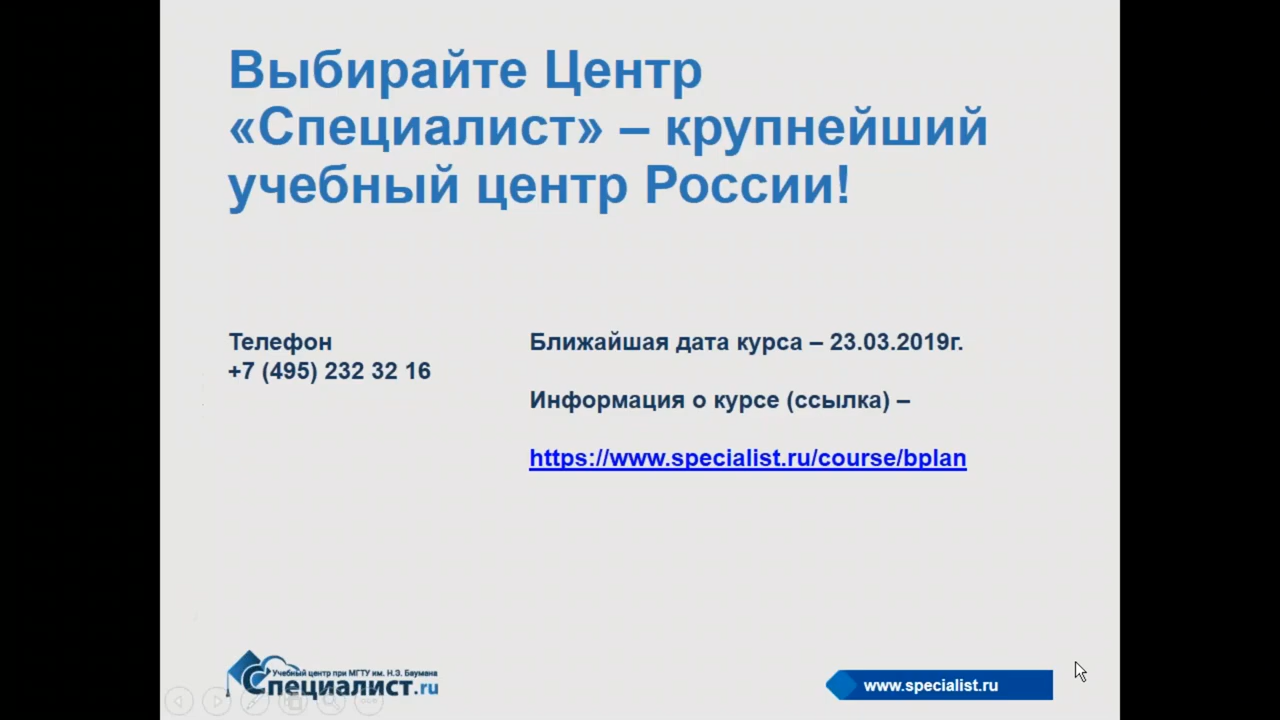 Выбирайте Центр
«Специалист» – крупнейший
учебный центр России!
Телефон
+7 (495) 232 32 16
Ближайшая дата курса – 23.03.2019г.
Информация о курсе (ссылка) –
https://www.specialist.ru/course/bplan
Учебный центр при МГТУ им. Н.Э. Баумана
Специалист.ru
www.specialist.ru